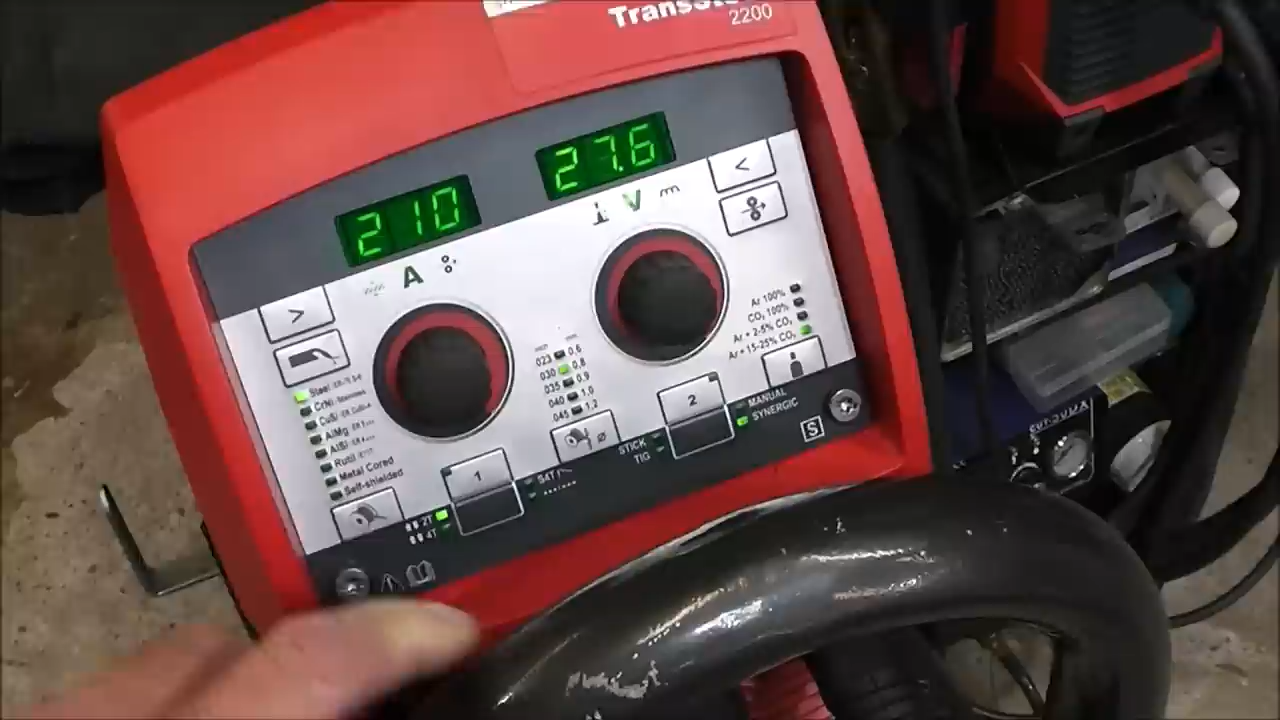 2200
27.6
210
V
A
<
>
Ar 100%
CO₂ 100%
Ar + 2-5% CO₂
Ar + 15-25% CO₂
023 0,6
030 0,8
035 0,9
040 1,0
045 1,2
Steel
CrNi
CuSi
AlMg
AlSi
Rutil
Metal Cored
Self-shielded
2
MANUAL
SYNERGIC
STICK
TIG
S
1
S4T
2T
4T